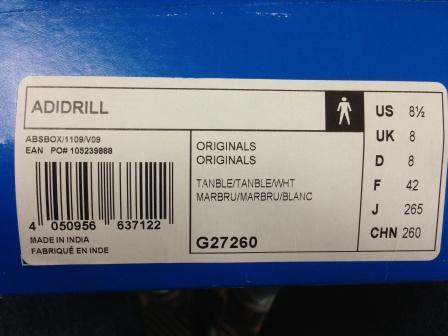 ADIDRILL
ABSBOX/1109/V09
EAN PO# 105239888
4 050956 637122
MADE IN INDIA
FABRIQUÉ EN INDE
ORIGINALS
ORIGINALS
TANBLE/TANBLE/WHT
MARBRU/MARBRU/BLANC
G27260
US 8½
UK 8
D 8
F 42
J 265
CHN 260